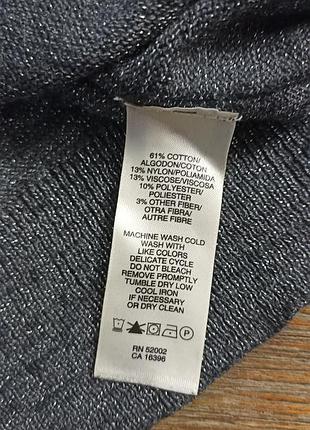 61% COTTON/
ALGODON/COTON
13% NYLON/POLIAMIDA
13% VISCOSE/VISCOSA
10% POLYESTER/
POLIESTER
3% OTHER FIBER/
OTRA FIBRA/
AUTRE FIBRE
MACHINE WASH COLD
WASH WITH
LIKE COLORS
DELICATE CYCLE
DO NOT BLEACH
REMOVE PROMPTLY
TUMBLE DRY LOW
COOL IRON
IF NECESSARY/
OR DRY CLEAN
P
RN 52002
CA 16396